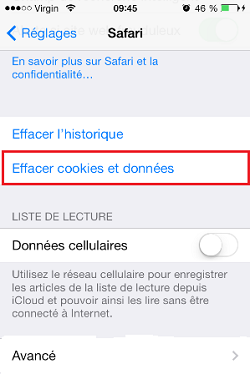 Virgin 09:45 46 %
Réglages Safari
En savoir plus sur Safari et la
confidentialité…
Effacer l'historique
Effacer cookies et données
LISTE DE LECTURE
Données cellulaires
Utilisez le réseau cellulaire pour enregistrer
les articles de la liste de lecture depuis
iCloud et pouvoir ainsi les lire sans être
connecté à Internet.
Avancé